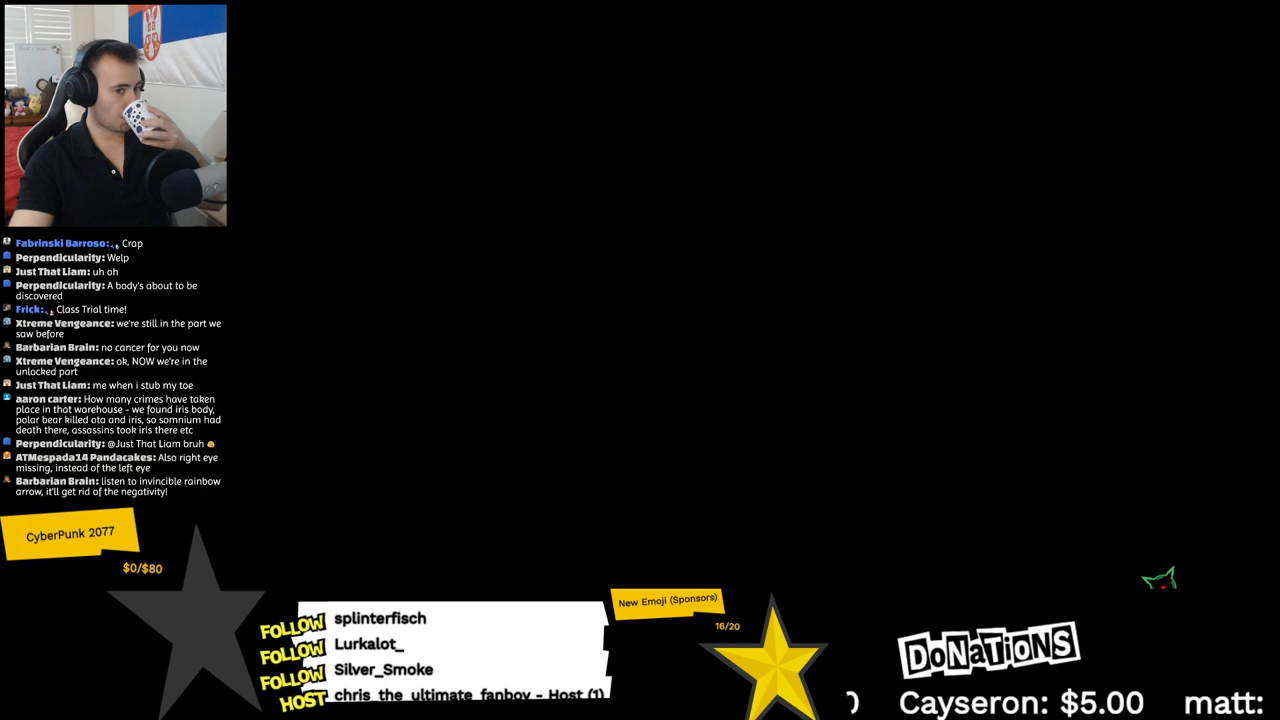 Fabrinski Barroso: Crap
Perpendicularity: Welp
Just That Liam: uh oh
Perpendicularity: A body's about to be
discovered
Frick: Class Trial time!
Xtreme Vengeance: we're still in the part we
saw before
Barbarian Brain: no cancer for you now
Xtreme Vengeance: ok, NOW we're in the
unlocked part
Just That Liam: me when i stub my toe
aaron carter: How many crimes have taken
place in that warehouse - we found iris body,
polar bear killed ota and iris, so somnium had
death there, assassins took iris there etc
Perpendicularity: @Just That Liam bruh
ATMespada14 Pandacakes: Also right eye
missing, instead of the left eye
Barbarian Brain: listen to invincible rainbow
arrow, it'll get rid of the negativity!
CyberPunk 2077
$0/$80
FOLLOW splinterfisch
FOLLOW Lurkalot_
FOLLOW Silver_Smoke
HOST chris_the_ultimate_fanboy - Host (1)
New Emoji (Sponsors)
16/20
DoNaTioNS
Cayseron: $5.00 matt: